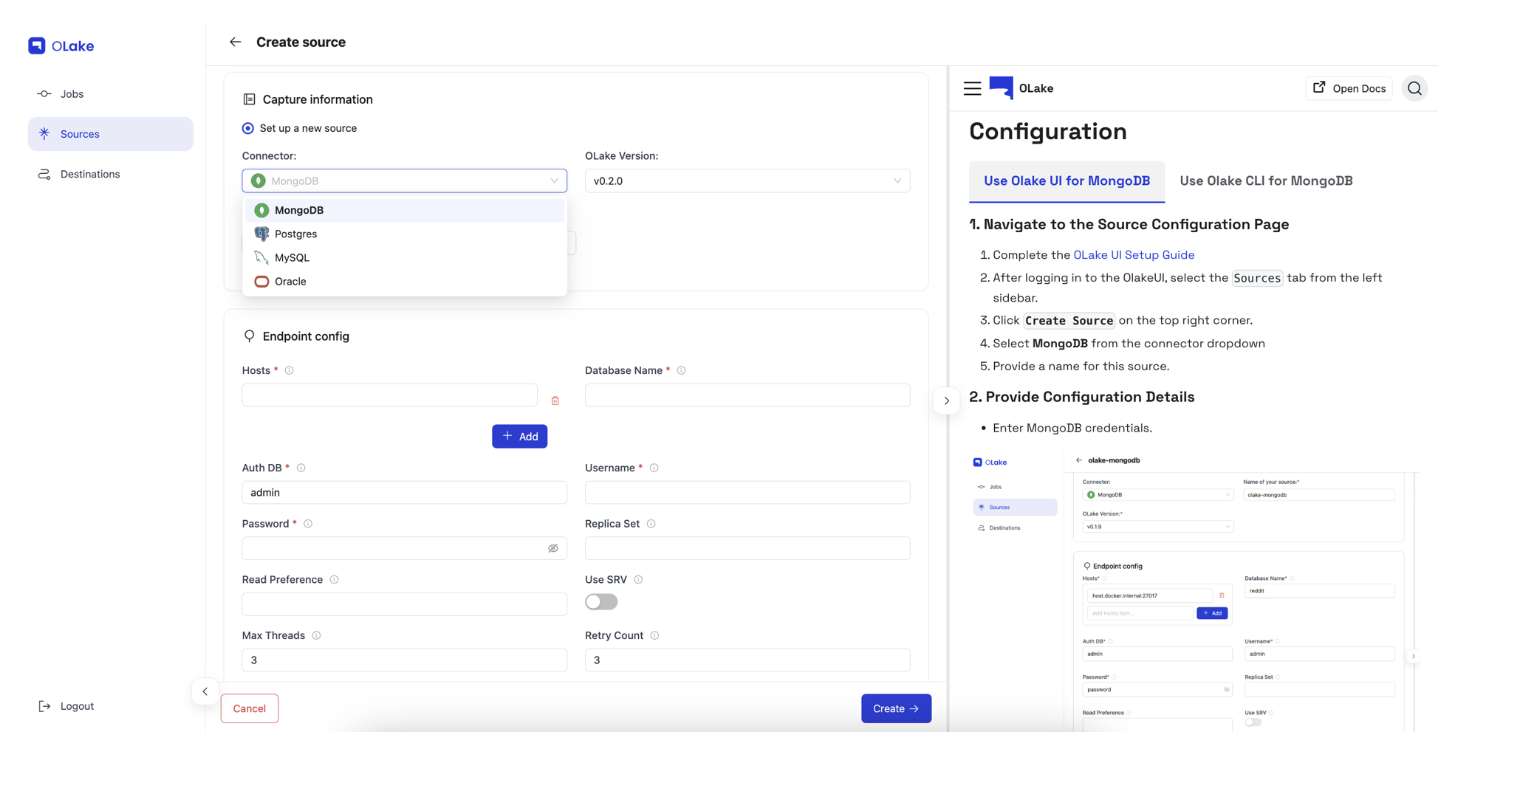 OLake
Jobs
Sources
Destinations
Logout
Create source
Capture information
Set up a new source
Connector:
OLake Version:
MongoDB
v0.2.0
MongoDB
Postgres
MySQL
Oracle
Endpoint config
Hosts *
Database Name *
Add
Auth DB *
Username *
admin
Password *
Replica Set
Read Preference
Use SRV
Max Threads
Retry Count
3
3
Cancel
Create →
OLake
Open Docs
Configuration
Use Olake UI for MongoDB
Use Olake CLI for MongoDB
1. Navigate to the Source Configuration Page
1. Complete the OLake UI Setup Guide
2. After logging in to the OlakeUI, select the Sources tab from the left
sidebar.
3. Click Create Source on the top right corner.
4. Select MongoDB from the connector dropdown
5. Provide a name for this source.
2. Provide Configuration Details
• Enter MongoDB credentials.
OLake
Jobs
Sources
Destinations
olake-mongodb
Connector:
Name of your source:*
MongoDB
olake-mongodb
OLake Version:*
v0.1.9
Endpoint config
Hosts*
Database Name*
host.docker.internal:27017
reddit
Add Hosts item...
Add
Auth DB*
Username*
admin
admin
Password*
Replica Set
password
Read Preference
Use SRV